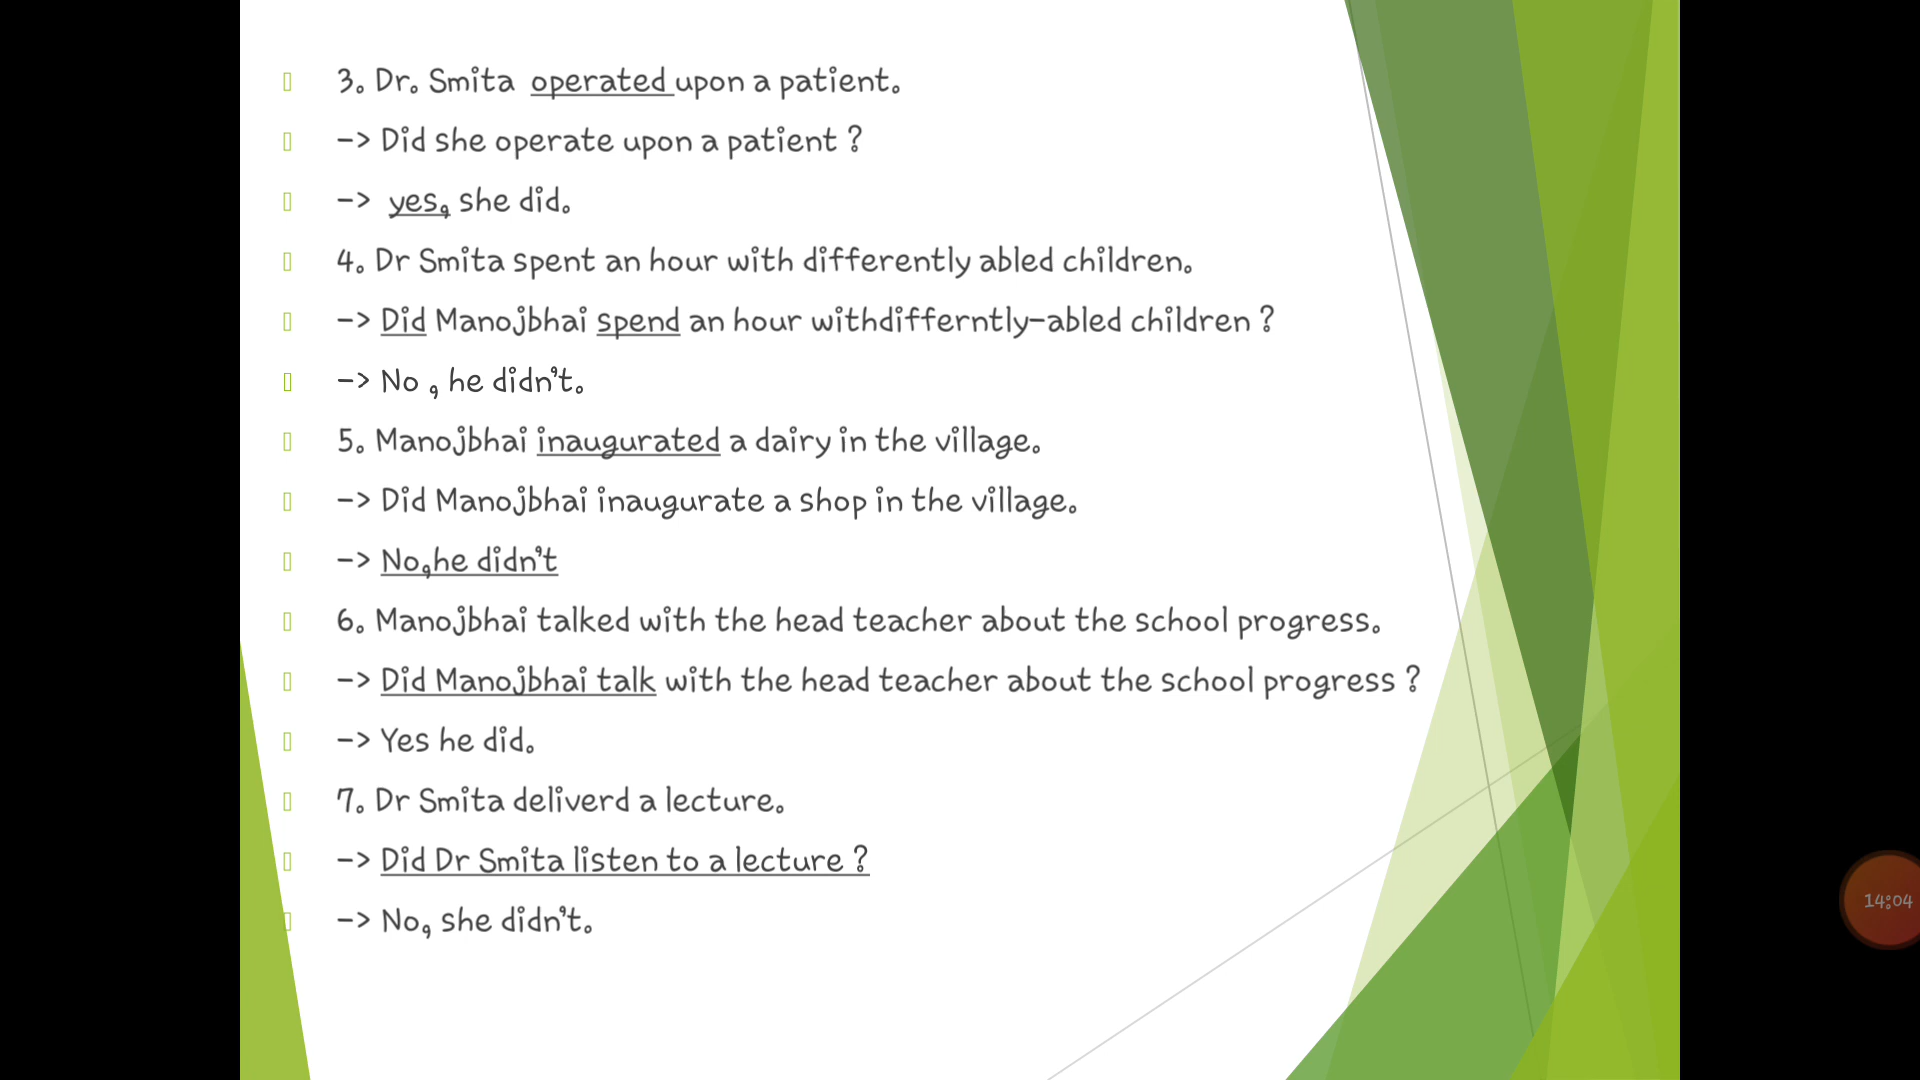 3. Dr. Smita operated upon a patient.
-> Did she operate upon a patient ?
-> yes, she did.
4. Dr Smita spent an hour with differently abled children.
-> Did Manojbhai spend an hour withdifferntly-abled children ?
-> No , he didn't.
5. Manojbhai inaugurated a dairy in the village.
-> Did Manojbhai inaugurate a shop in the village.
-> No,he didn't
6. Manojbhai talked with the head teacher about the school progress.
-> Did Manojbhai talk with the head teacher about the school progress ?
-> Yes he did.
7. Dr Smita deliverd a lecture.
-> Did Dr Smita listen to a lecture ?
-> No, she didn't.
14:04